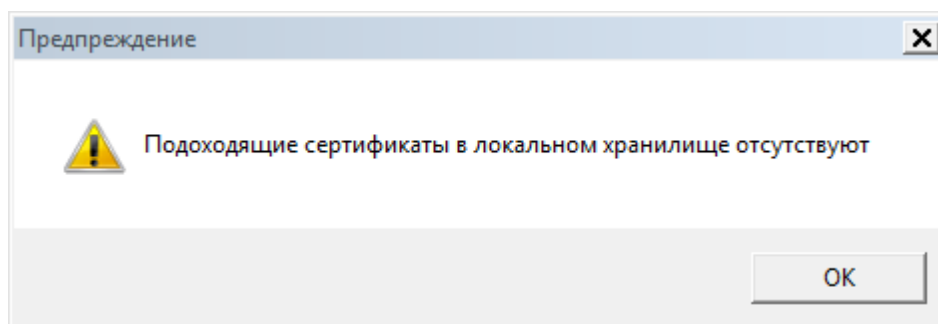 Предпреждение
Подоходящие сертификаты в локальном хранилище отсутствуют
OK